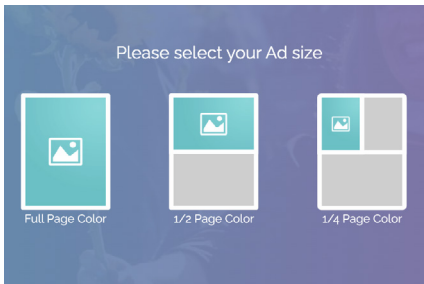 Please select your Ad size
Full Page Color
1/2 Page Color
1/4 Page Color